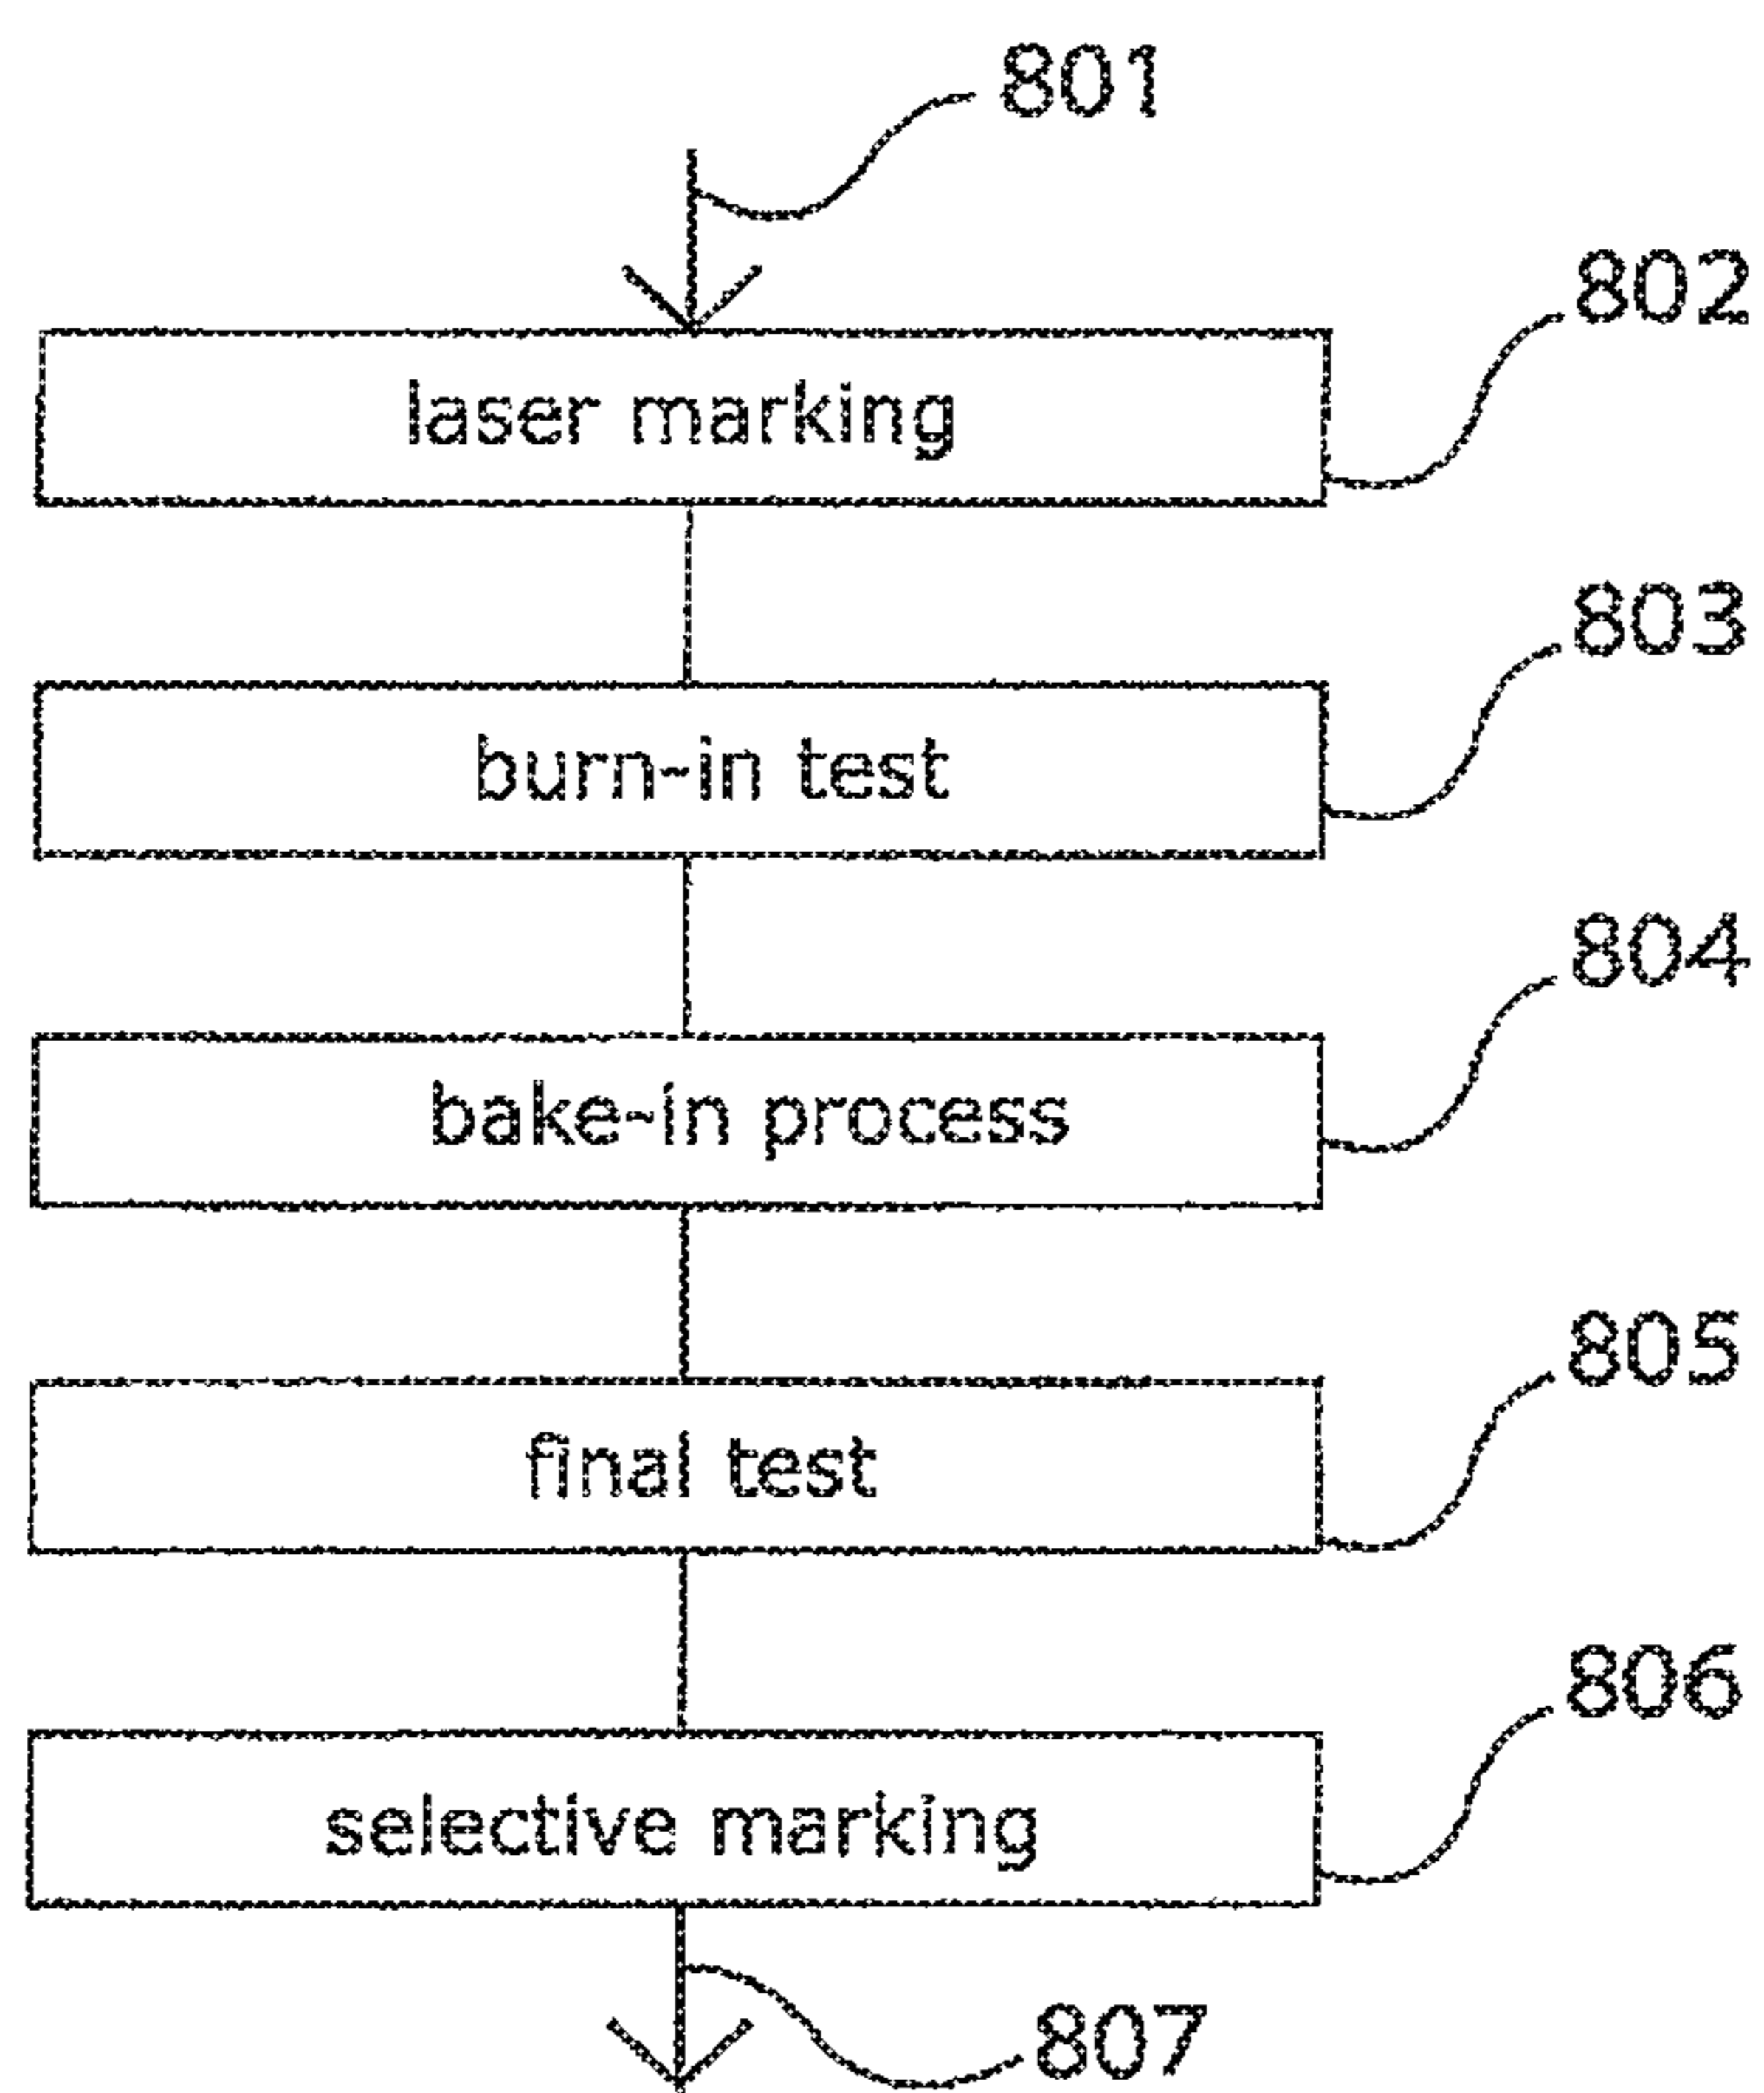 801
802
laser marking
803
burn-in test
804
bake-in process
805
final test
806
selective marking
807